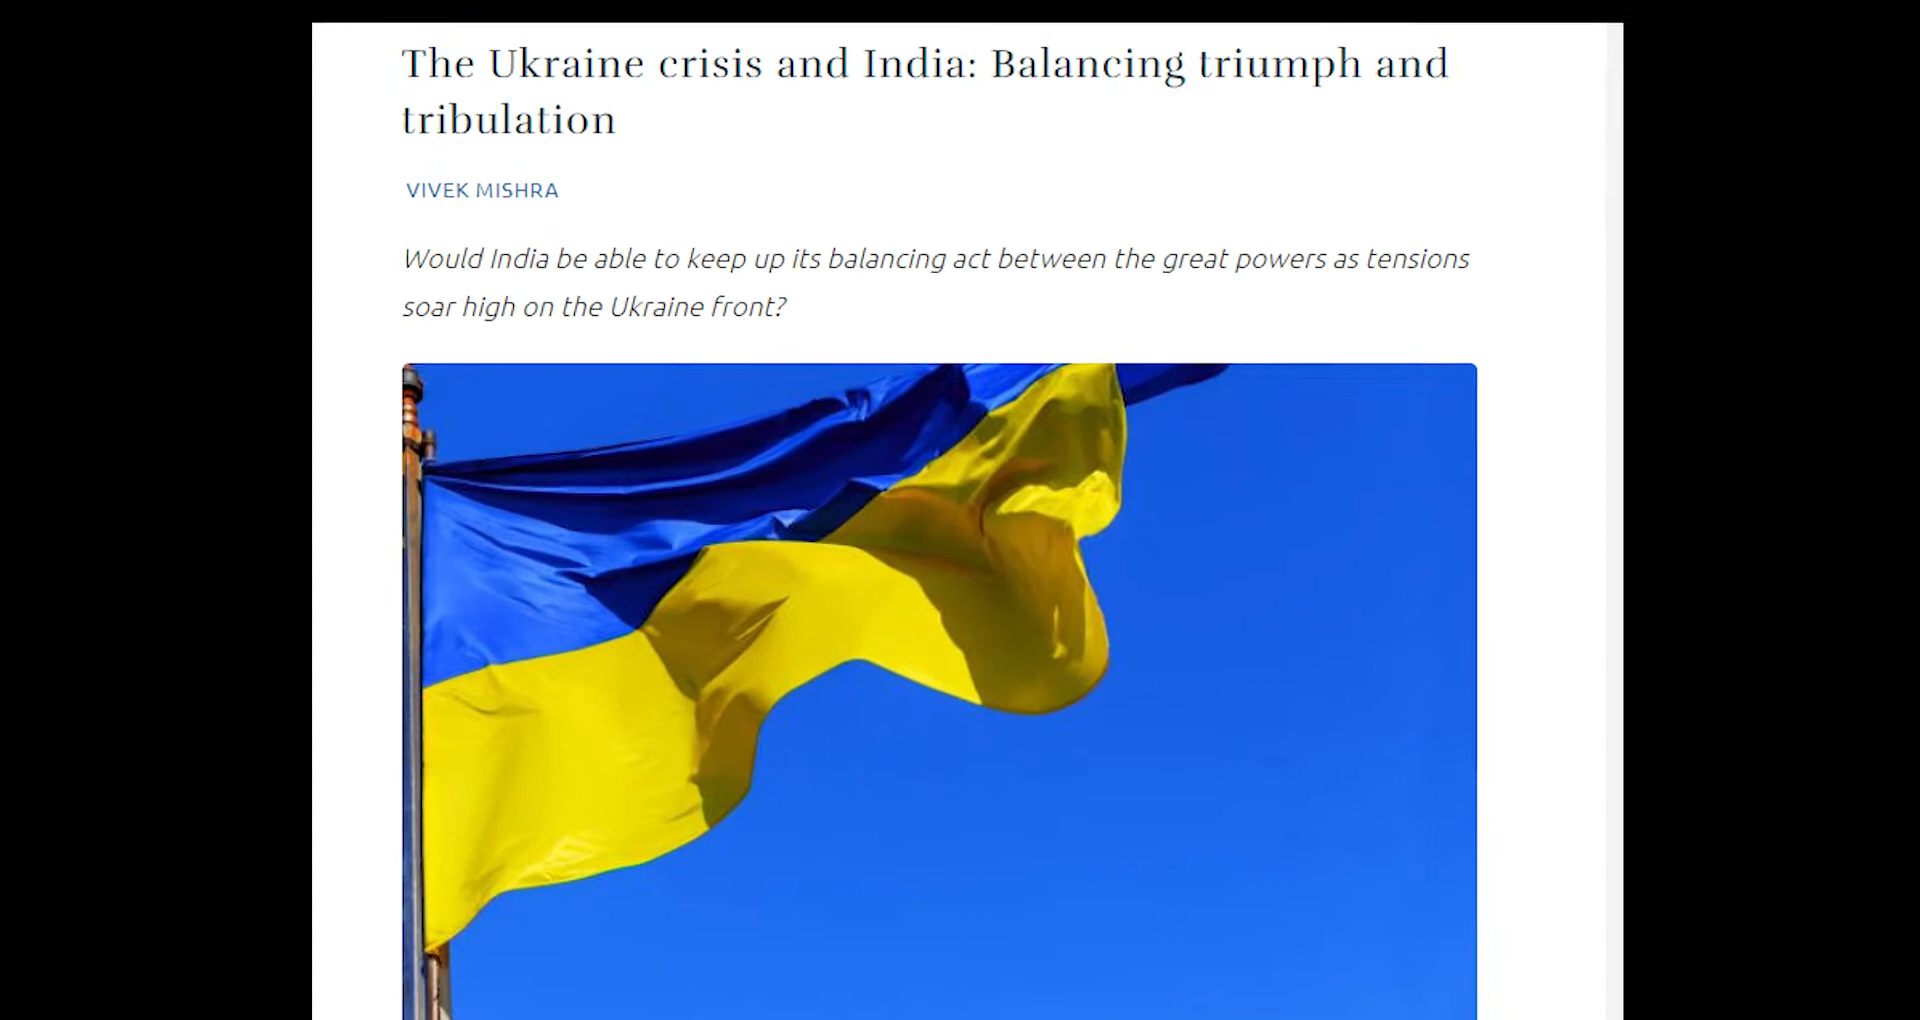 The Ukraine crisis and India: Balancing triumph and
tribulation
VIVEK MISHRA
Would India be able to keep up its balancing act between the great powers as tensions
soar high on the Ukraine front?